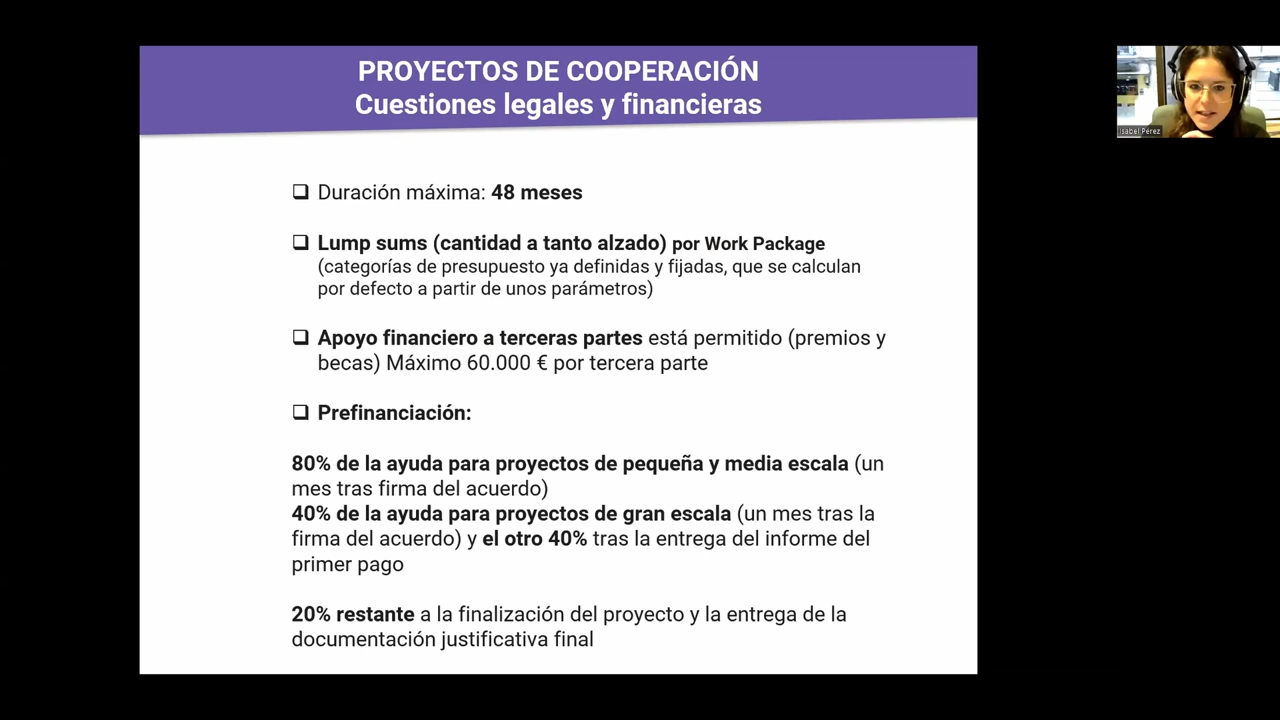 PROYECTOS DE COOPERACIÓN
Cuestiones legales y financieras
❑ Duración máxima: 48 meses
❑ Lump sums (cantidad a tanto alzado) por Work Package
(categorías de presupuesto ya definidas y fijadas, que se calculan
por defecto a partir de unos parámetros)
❑ Apoyo financiero a terceras partes está permitido (premios y
becas) Máximo 60.000 € por tercera parte
❑ Prefinanciación:
80% de la ayuda para proyectos de pequeña y media escala (un
mes tras firma del acuerdo)
40% de la ayuda para proyectos de gran escala (un mes tras la
firma del acuerdo) y el otro 40% tras la entrega del informe del
primer pago
20% restante a la finalización del proyecto y la entrega de la
documentación justificativa final
Isabel Pérez